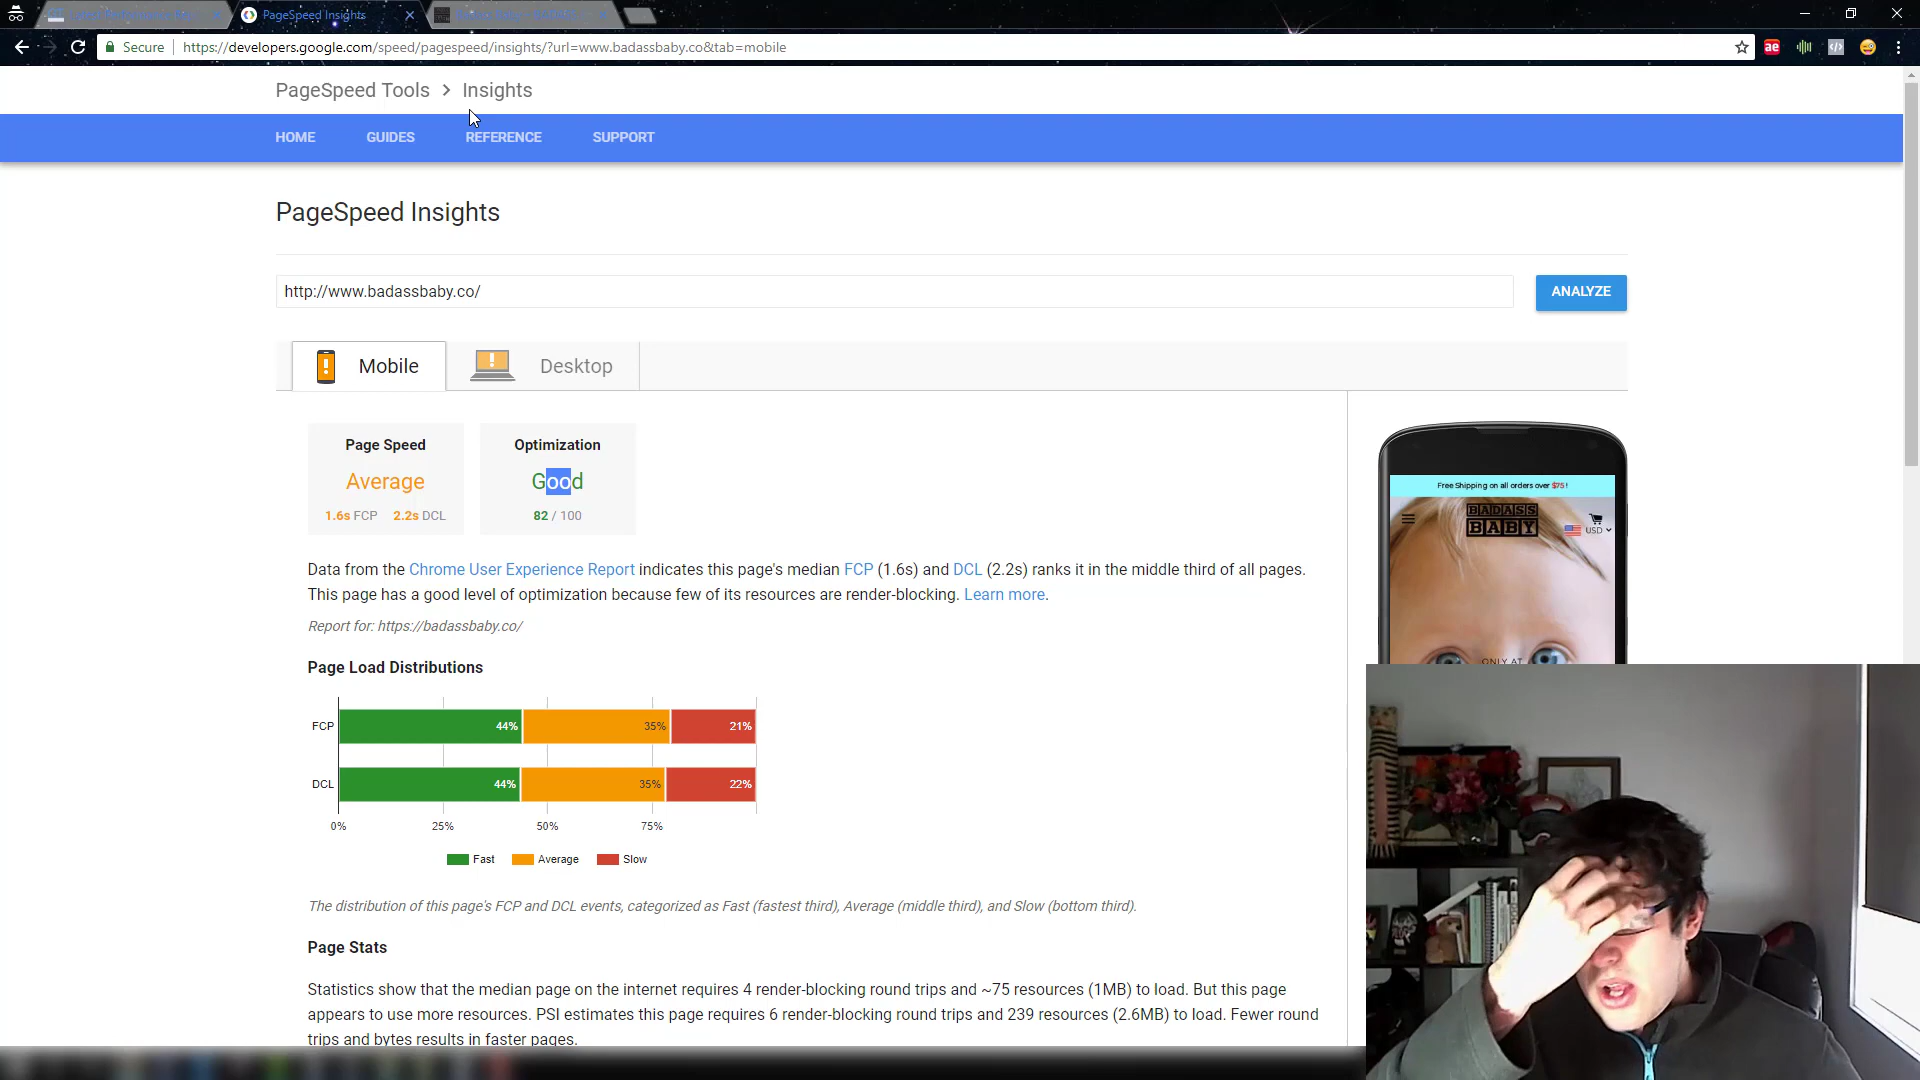 PageSpeed Insights
Secure https://developers.google.com/speed/pagespeed/insights/?url=www.badassbaby.co&tab=mobile
ae
PageSpeed Tools > Insights
HOME GUIDES REFERENCE SUPPORT
PageSpeed Insights
http://www.badassbaby.co/
ANALYZE
Mobile
Desktop
Page Speed
Average
1.6s FCP 2.2s DCL
Optimization
Good
82 / 100
Data from the Chrome User Experience Report indicates this page's median FCP (1.6s) and DCL (2.2s) ranks it in the middle third of all pages.
This page has a good level of optimization because few of its resources are render-blocking. Learn more.
Report for: https://badassbaby.co/
Page Load Distributions
FCP 44% 35% 21%
DCL 44% 35% 22%
0% 25% 50% 75%
Fast Average Slow
The distribution of this page's FCP and DCL events, categorized as Fast (fastest third), Average (middle third), and Slow (bottom third).
Page Stats
Statistics show that the median page on the internet requires 4 render-blocking round trips and ~75 resources (1MB) to load. But this page
appears to use more resources. PSI estimates this page requires 6 render-blocking round trips and 239 resources (2.6MB) to load. Fewer round
trips and bytes results in faster pages.
Free Shipping on all orders over $75!
BADASS
BABY
USD
ONLY AT